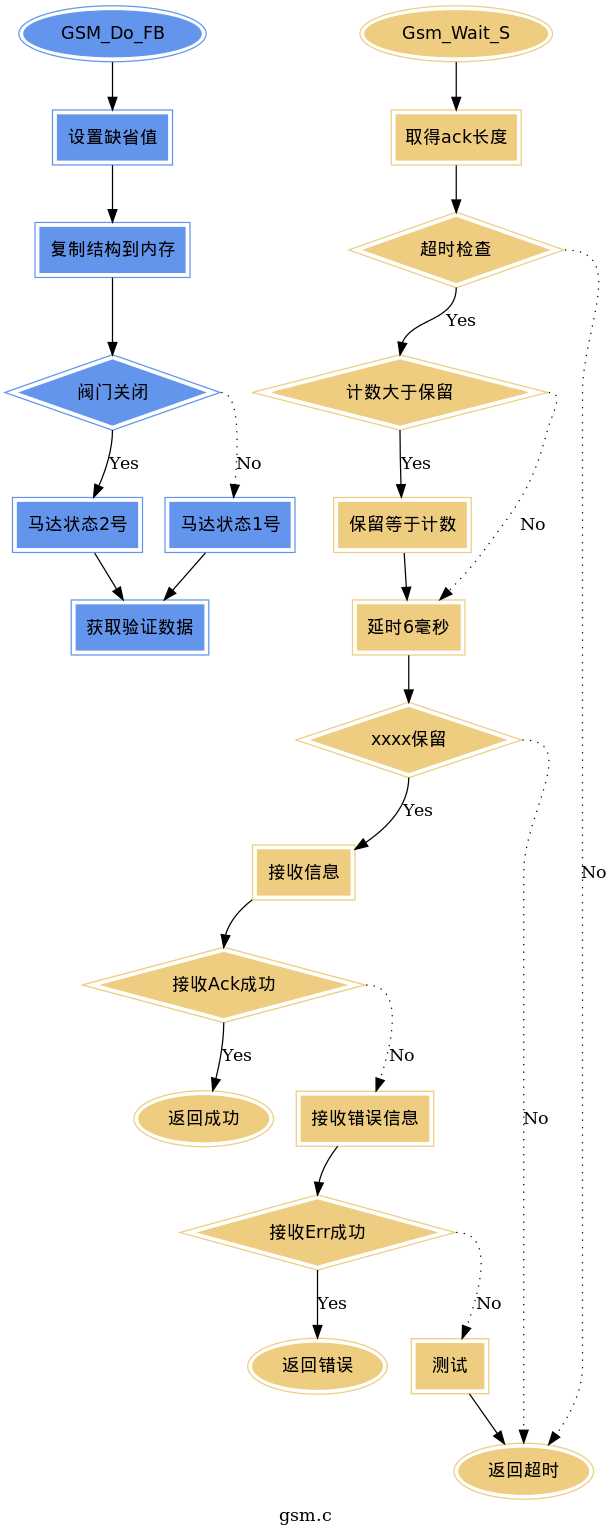 GSM_Do_FB
Gsm_Wait_S
设置缺省值
取得ack长度
复制结构到内存
超时检查
Yes
阀门关闭
计数大于保留
Yes
No
Yes
马达状态2号
马达状态1号
保留等于计数
No
获取验证数据
延时6毫秒
xxxx保留
Yes
接收信息
No
接收Ack成功
Yes
No
返回成功
接收错误信息
No
接收Err成功
Yes
No
返回错误
测试
返回超时
gsm.c